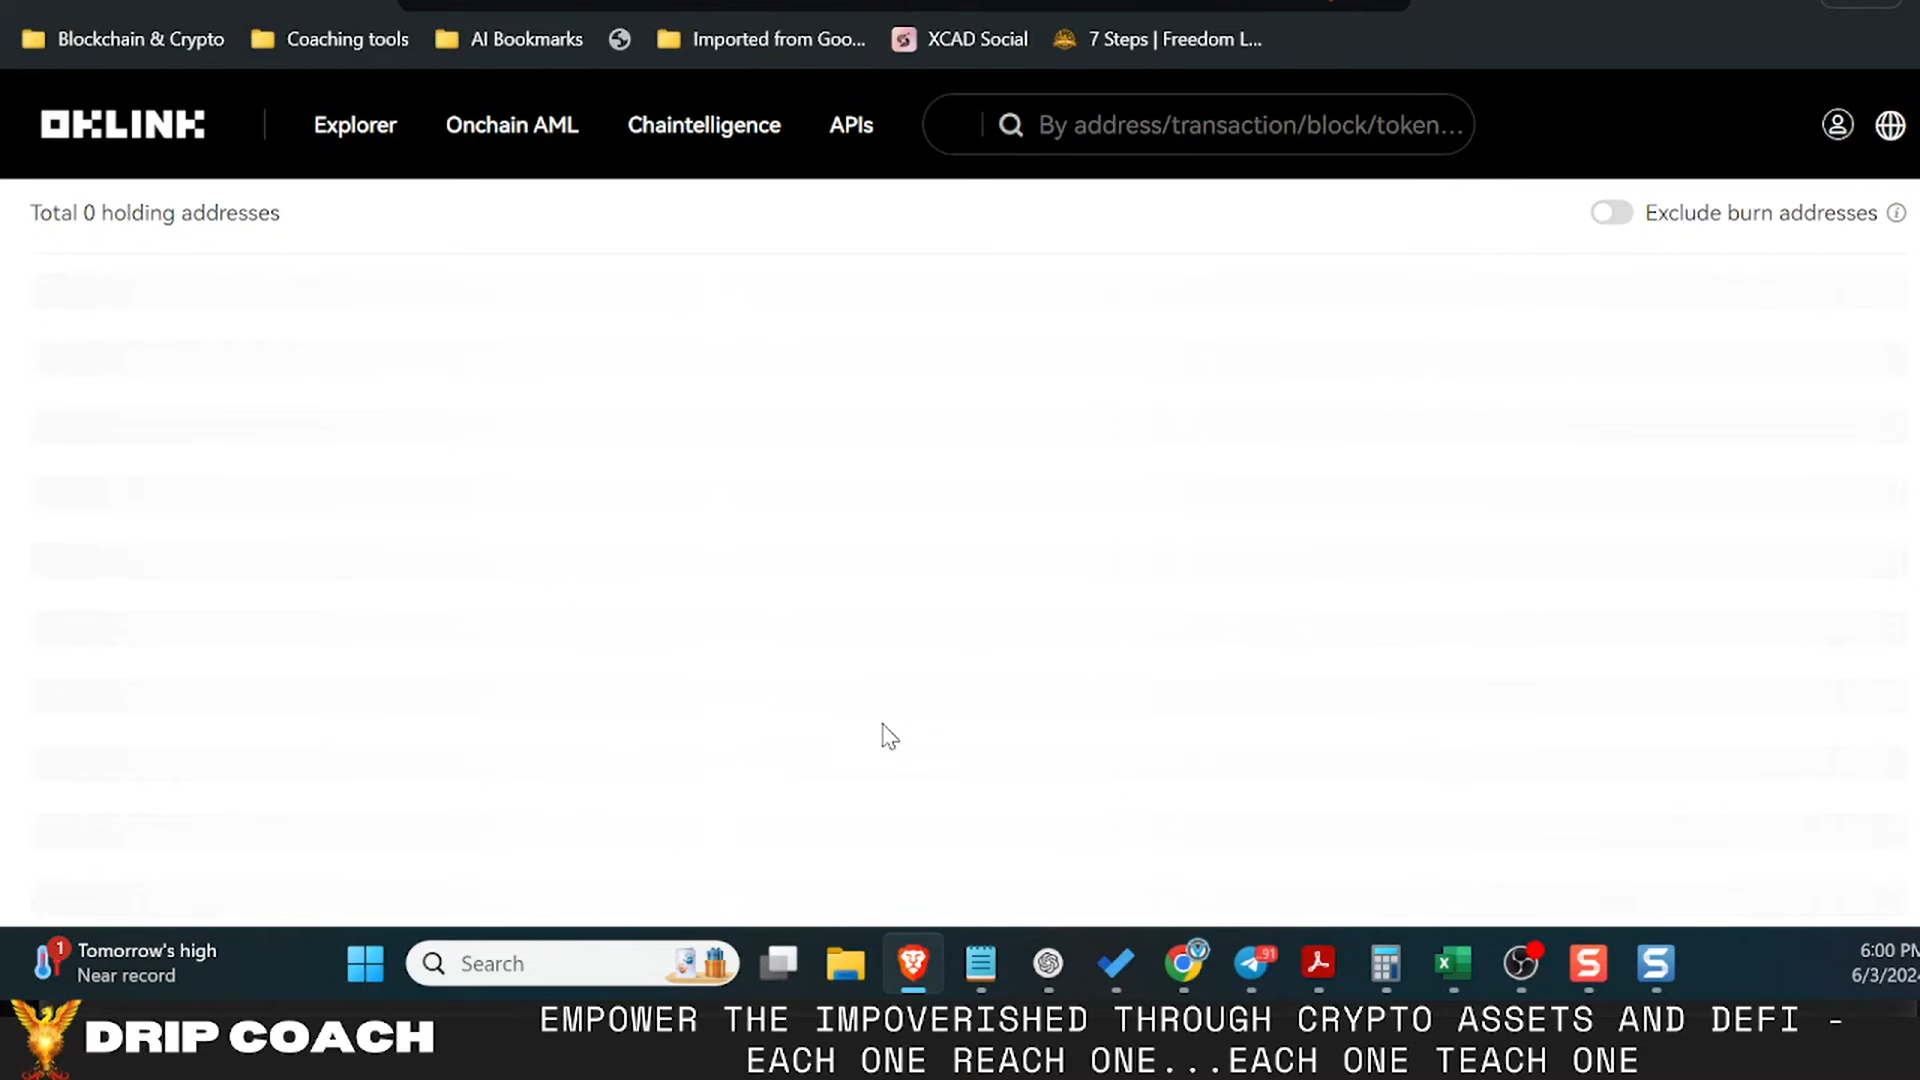 Blockchain & Crypto Coaching tools AI Bookmarks Imported from Goo... XCAD Social 7 Steps | Freedom L...
OKLINK Explorer Onchain AML Chaintelligence APIs By address/transaction/block/token...
Total 0 holding addresses Exclude burn addresses
1 Tomorrow's high
Near record
Search
91
6:00 PM
6/3/202
DRIP COACH
EMPOWER THE IMPOVERISHED THROUGH CRYPTO ASSETS AND DEFI -
EACH ONE REACH ONE...EACH ONE TEACH ONE